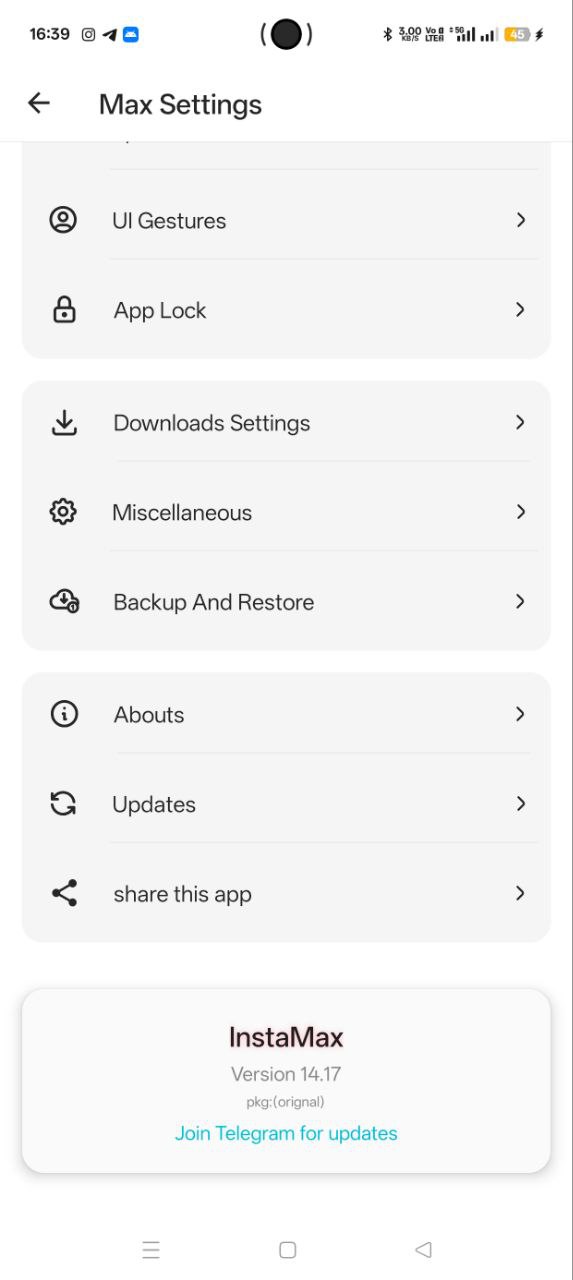 16:39
3.00 KB/S Vo LTE 5G 45
Max Settings
UI Gestures
App Lock
Downloads Settings
Miscellaneous
Backup And Restore
Abouts
Updates
share this app
InstaMax
Version 14.17
pkg:(orignal)
Join Telegram for updates